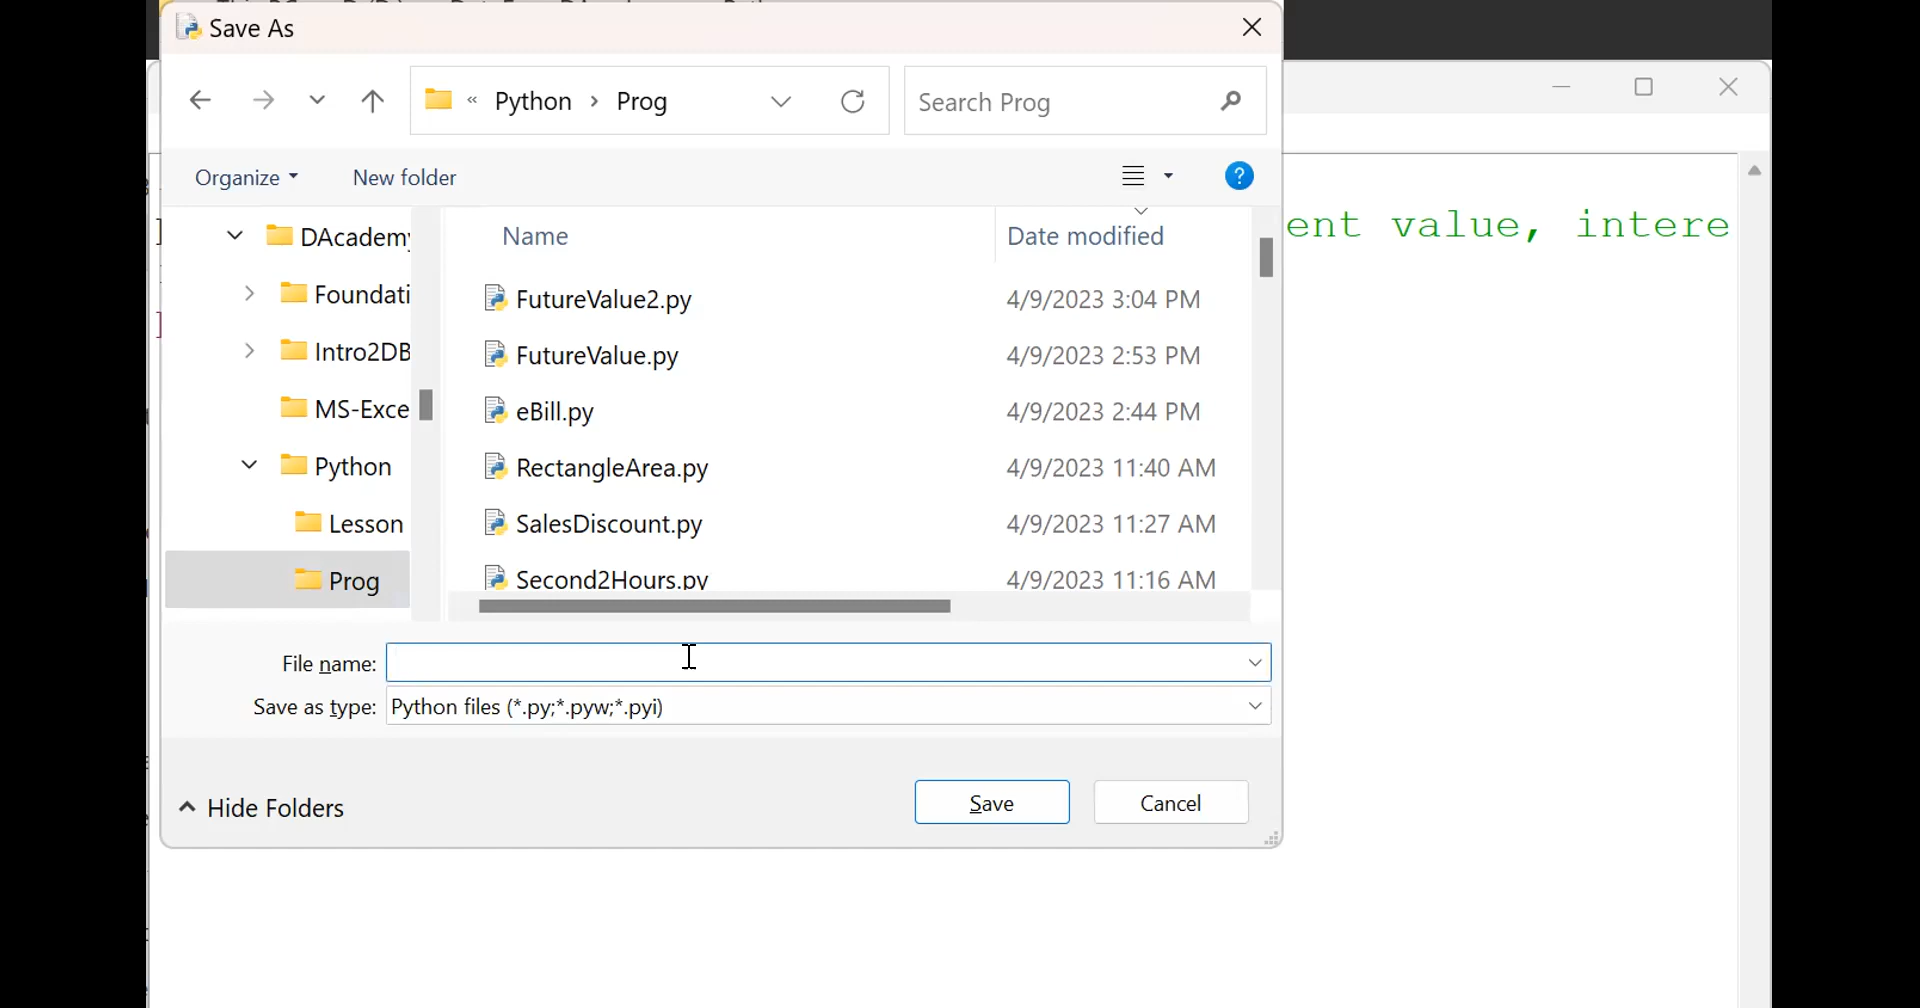 Save As
« Python › Prog
Search Prog
Organize
New folder
?
DAcademy
Name
Date modified
ent value, intere
Foundati
FutureValue2.py 4/9/2023 3:04 PM
Intro2DB
FutureValue.py 4/9/2023 2:53 PM
MS-Exce
eBill.py 4/9/2023 2:44 PM
Python
RectangleArea.py 4/9/2023 11:40 AM
Lesson
SalesDiscount.py 4/9/2023 11:27 AM
Prog
Second2Hours.py 4/9/2023 11:16 AM
File name:
Save as type: Python files (*.py;*.pyw;*.pyi)
Hide Folders
Save
Cancel